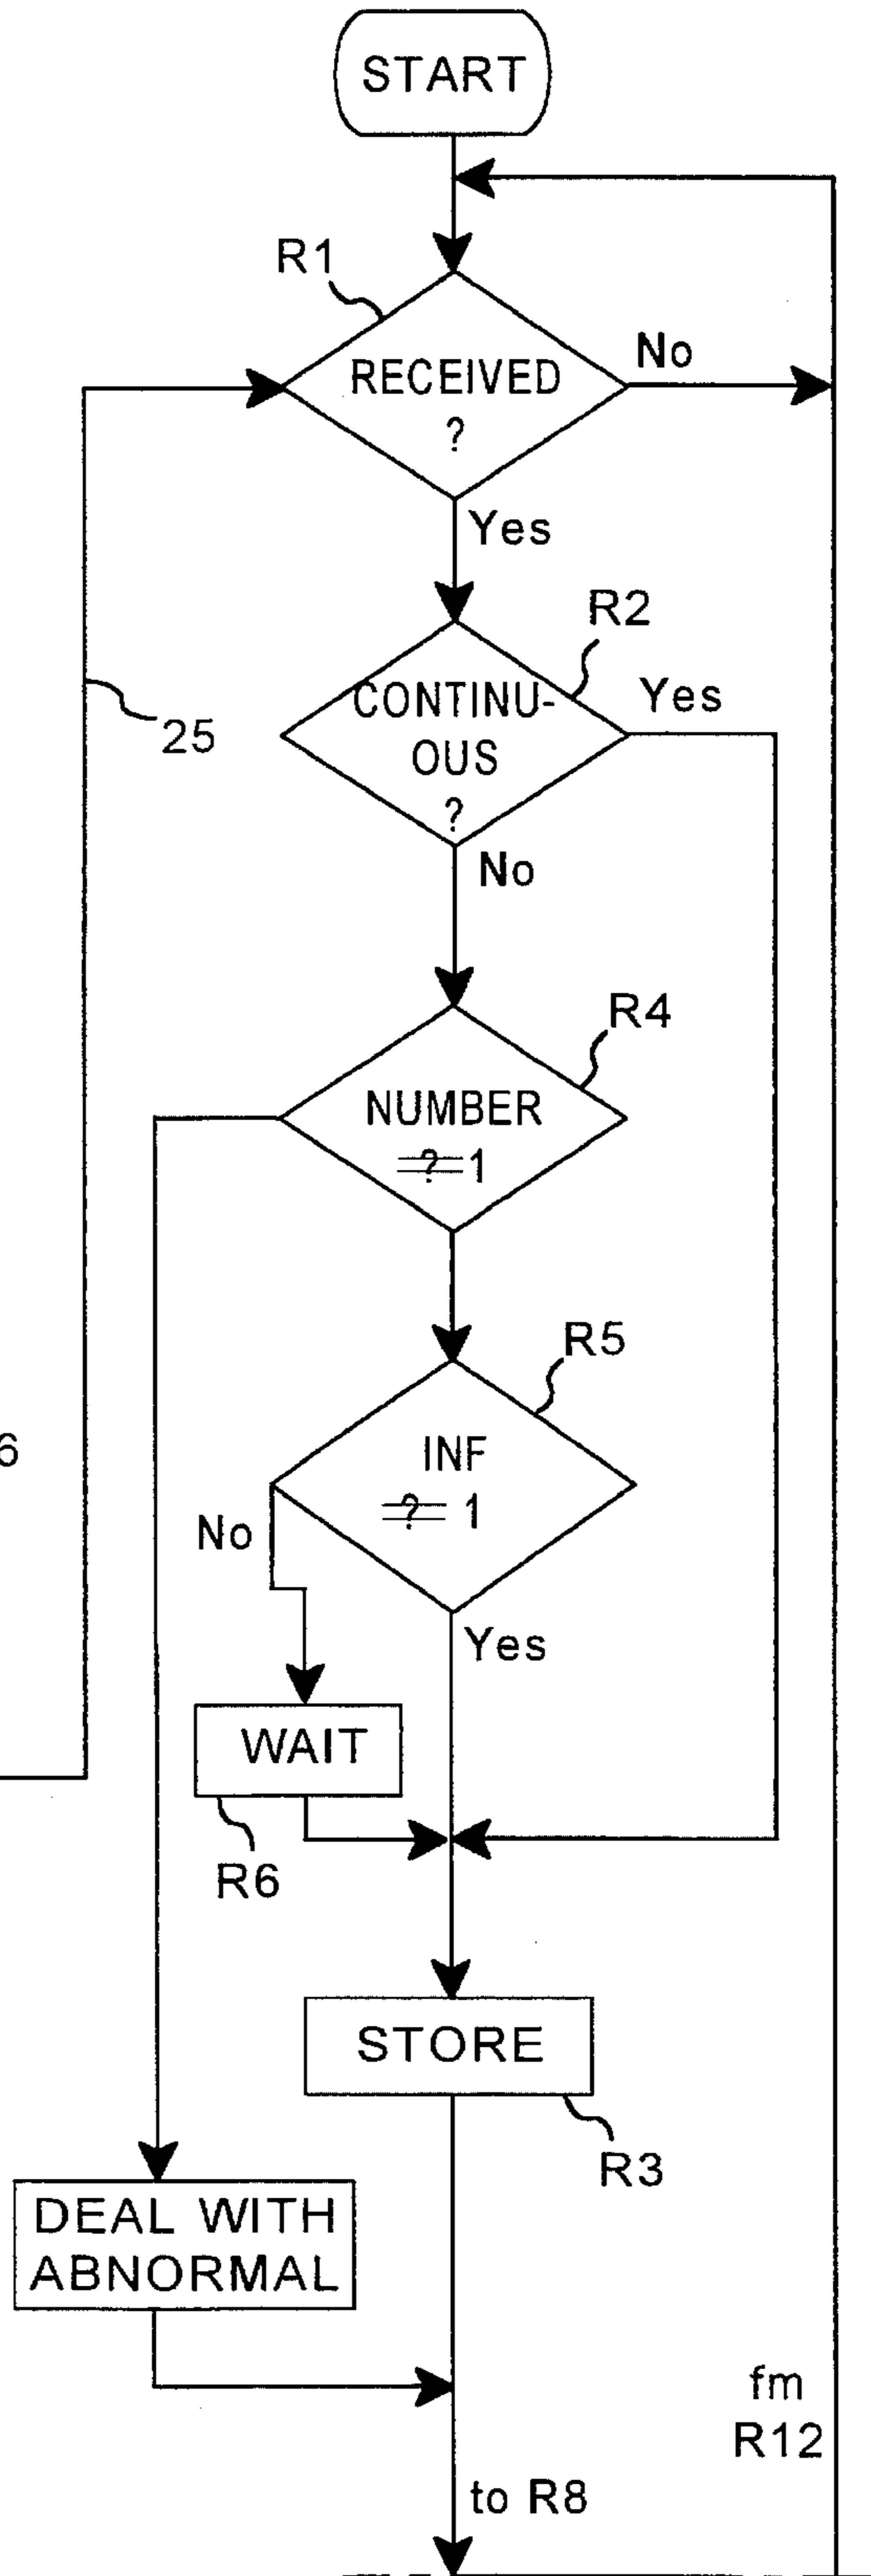 START
R1
RECEIVED
?
No
Yes
R2
CONTINU-
OUS
?
Yes
25
No
R4
NUMBER
?=1
R5
INF
?= 1
6
No
Yes
WAIT
R6
STORE
R3
DEAL WITH
ABNORMAL
fm
R12
to R8